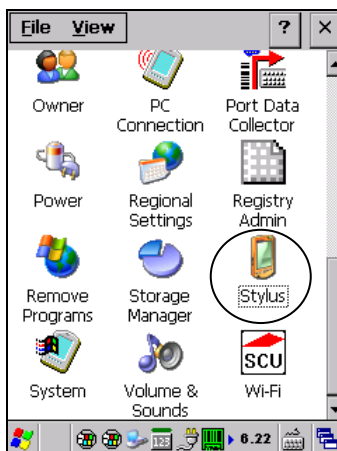 File View ? ×
Owner
PC
Connection
Port Data
Collector
Power
Regional
Settings
Registry
Admin
Remove
Programs
Storage
Manager
Stylus
System
Volume &
Sounds
SCU
Wi-Fi
123 6.22